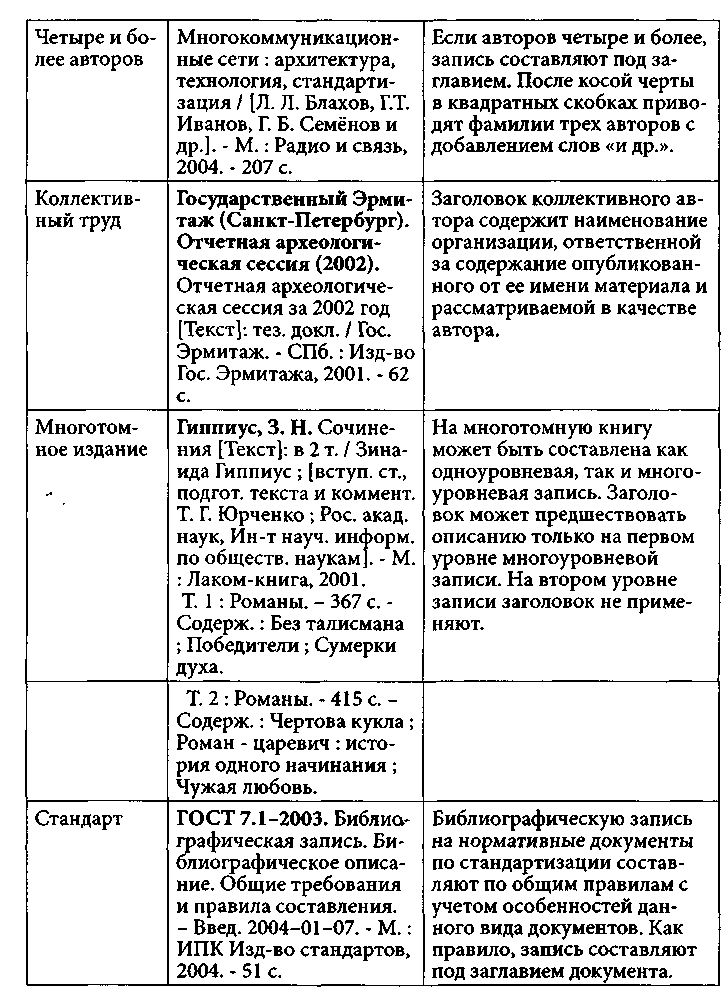 Четыре и бо-
лее авторов
Многокоммуникацион-
ные сети : архитектура,
технология, стандарти-
зация / [Л. Л. Блахов, Г.Т.
Иванов, Г. Б. Семёнов и
др.]. - М. : Радио и связь,
2004. - 207 с.
Если авторов четыре и более,
запись составляют под за-
главием. После косой черты
в квадратных скобках приво-
дят фамилии трех авторов с
добавлением слов «и др.».
Коллектив-
ный труд
Государственный Эрми-
таж (Санкт-Петербург).
Отчетная археологи-
ческая сессия (2002).
Отчетная археологиче-
ская сессия за 2002 год
[Текст]: тез. докл. / Гос.
Эрмитаж. - СПб. : Изд-во
Гос. Эрмитажа, 2001. - 62
с.
Заголовок коллективного ав-
тора содержит наименование
организации, ответственной
за содержание опубликован-
ного от ее имени материала и
рассматриваемой в качестве
автора.
Многотом-
ное издание
Гиппиус, З. Н. Сочине-
ния [Текст]: в 2 т. / Зина-
ида Гиппиус ; [вступ. ст.,
подгот. текста и коммент.
Т. Г. Юрченко ; Рос. акад.
наук, Ин-т науч. информ.
по обществ. наукам]. - М.
: Лаком-книга, 2001.
Т. 1 : Романы. – 367 с. -
Содерж. : Без талисмана
; Победители ; Сумерки
духа.
На многотомную книгу
может быть составлена как
одноуровневая, так и много-
уровневая запись. Заголо-
вок может предшествовать
описанию только на первом
уровне многоуровневой
записи. На втором уровне
записи заголовок не приме-
няют.
Т. 2 : Романы. - 415 с. –
Содерж. : Чертова кукла ;
Роман - царевич : исто-
рия одного начинания ;
Чужая любовь.
Стандарт
ГОСТ 7.1–2003. Библио-
графическая запись. Би-
блиографическое описа-
ние. Общие требования
и правила составления.
– Введ. 2004–01–07. - М. :
ИПК Изд-во стандартов,
2004. - 51 с.
Библиографическую запись
на нормативные документы
по стандартизации состав-
ляют по общим правилам с
учетом особенностей дан-
ного вида документов. Как
правило, запись составляют
под заглавием документа.